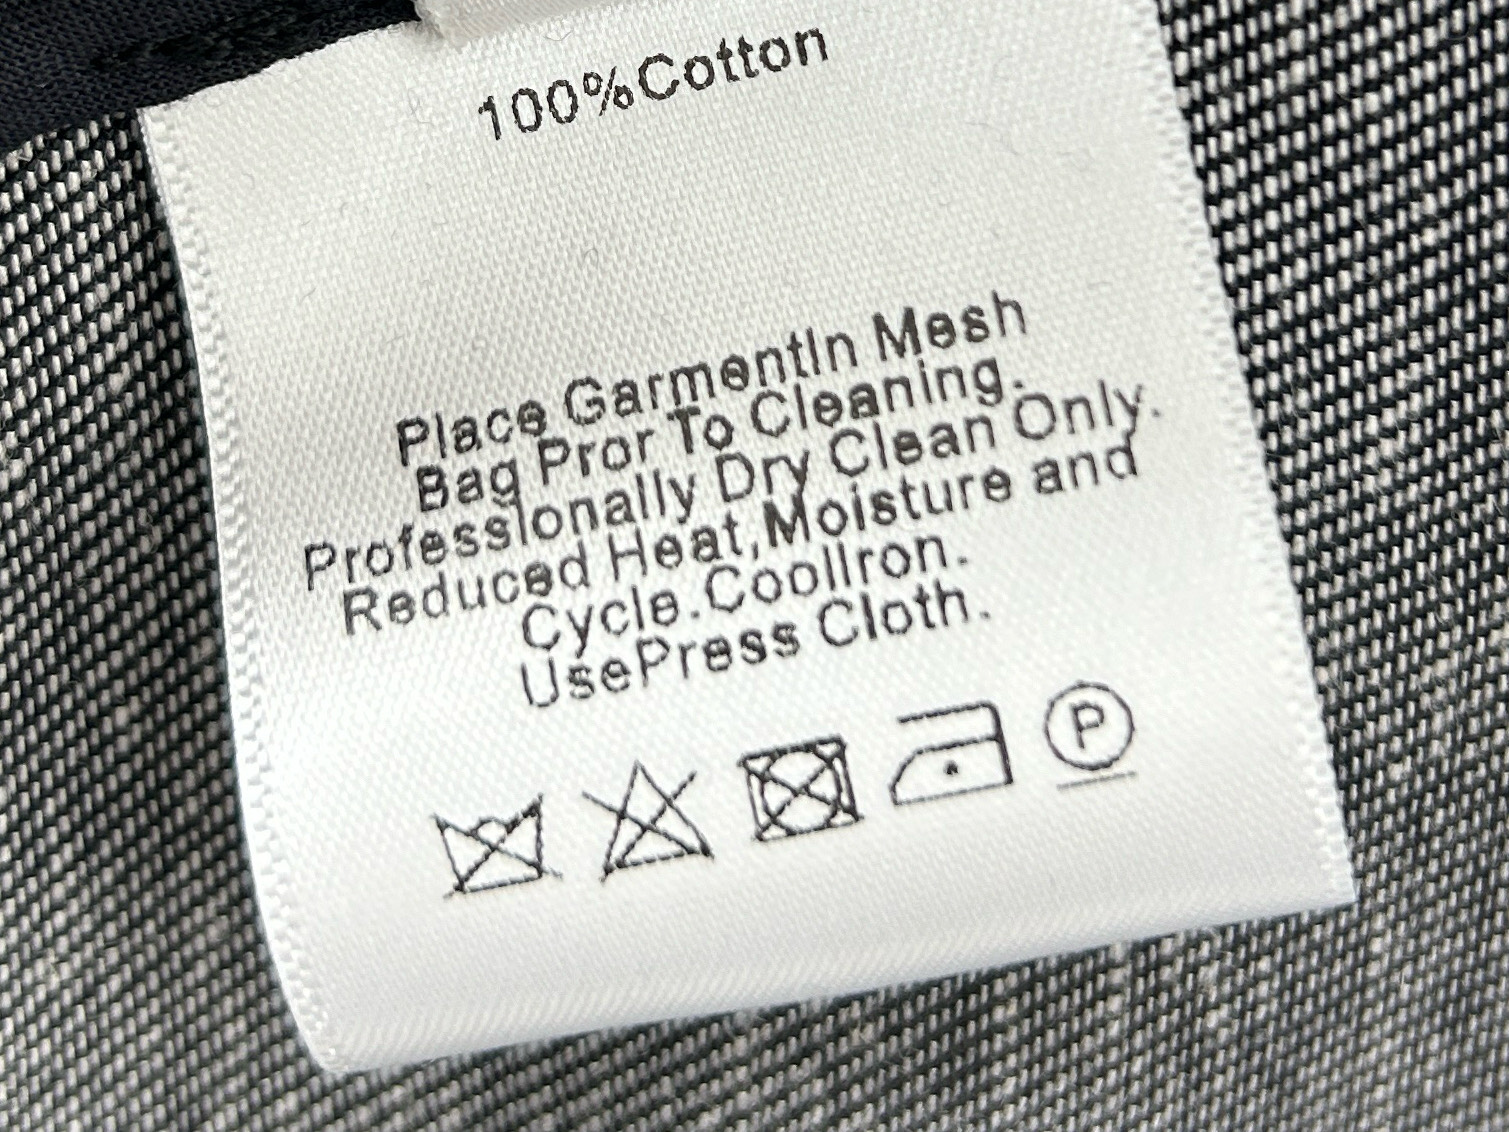 100%Cotton
Place GarmentIn Mesh
Bag Pror To Cleaning.
Professionally Dry Clean Only.
Reduced Heat,Moisture and
Cycle.CoolIron.
UsePress Cloth.
P